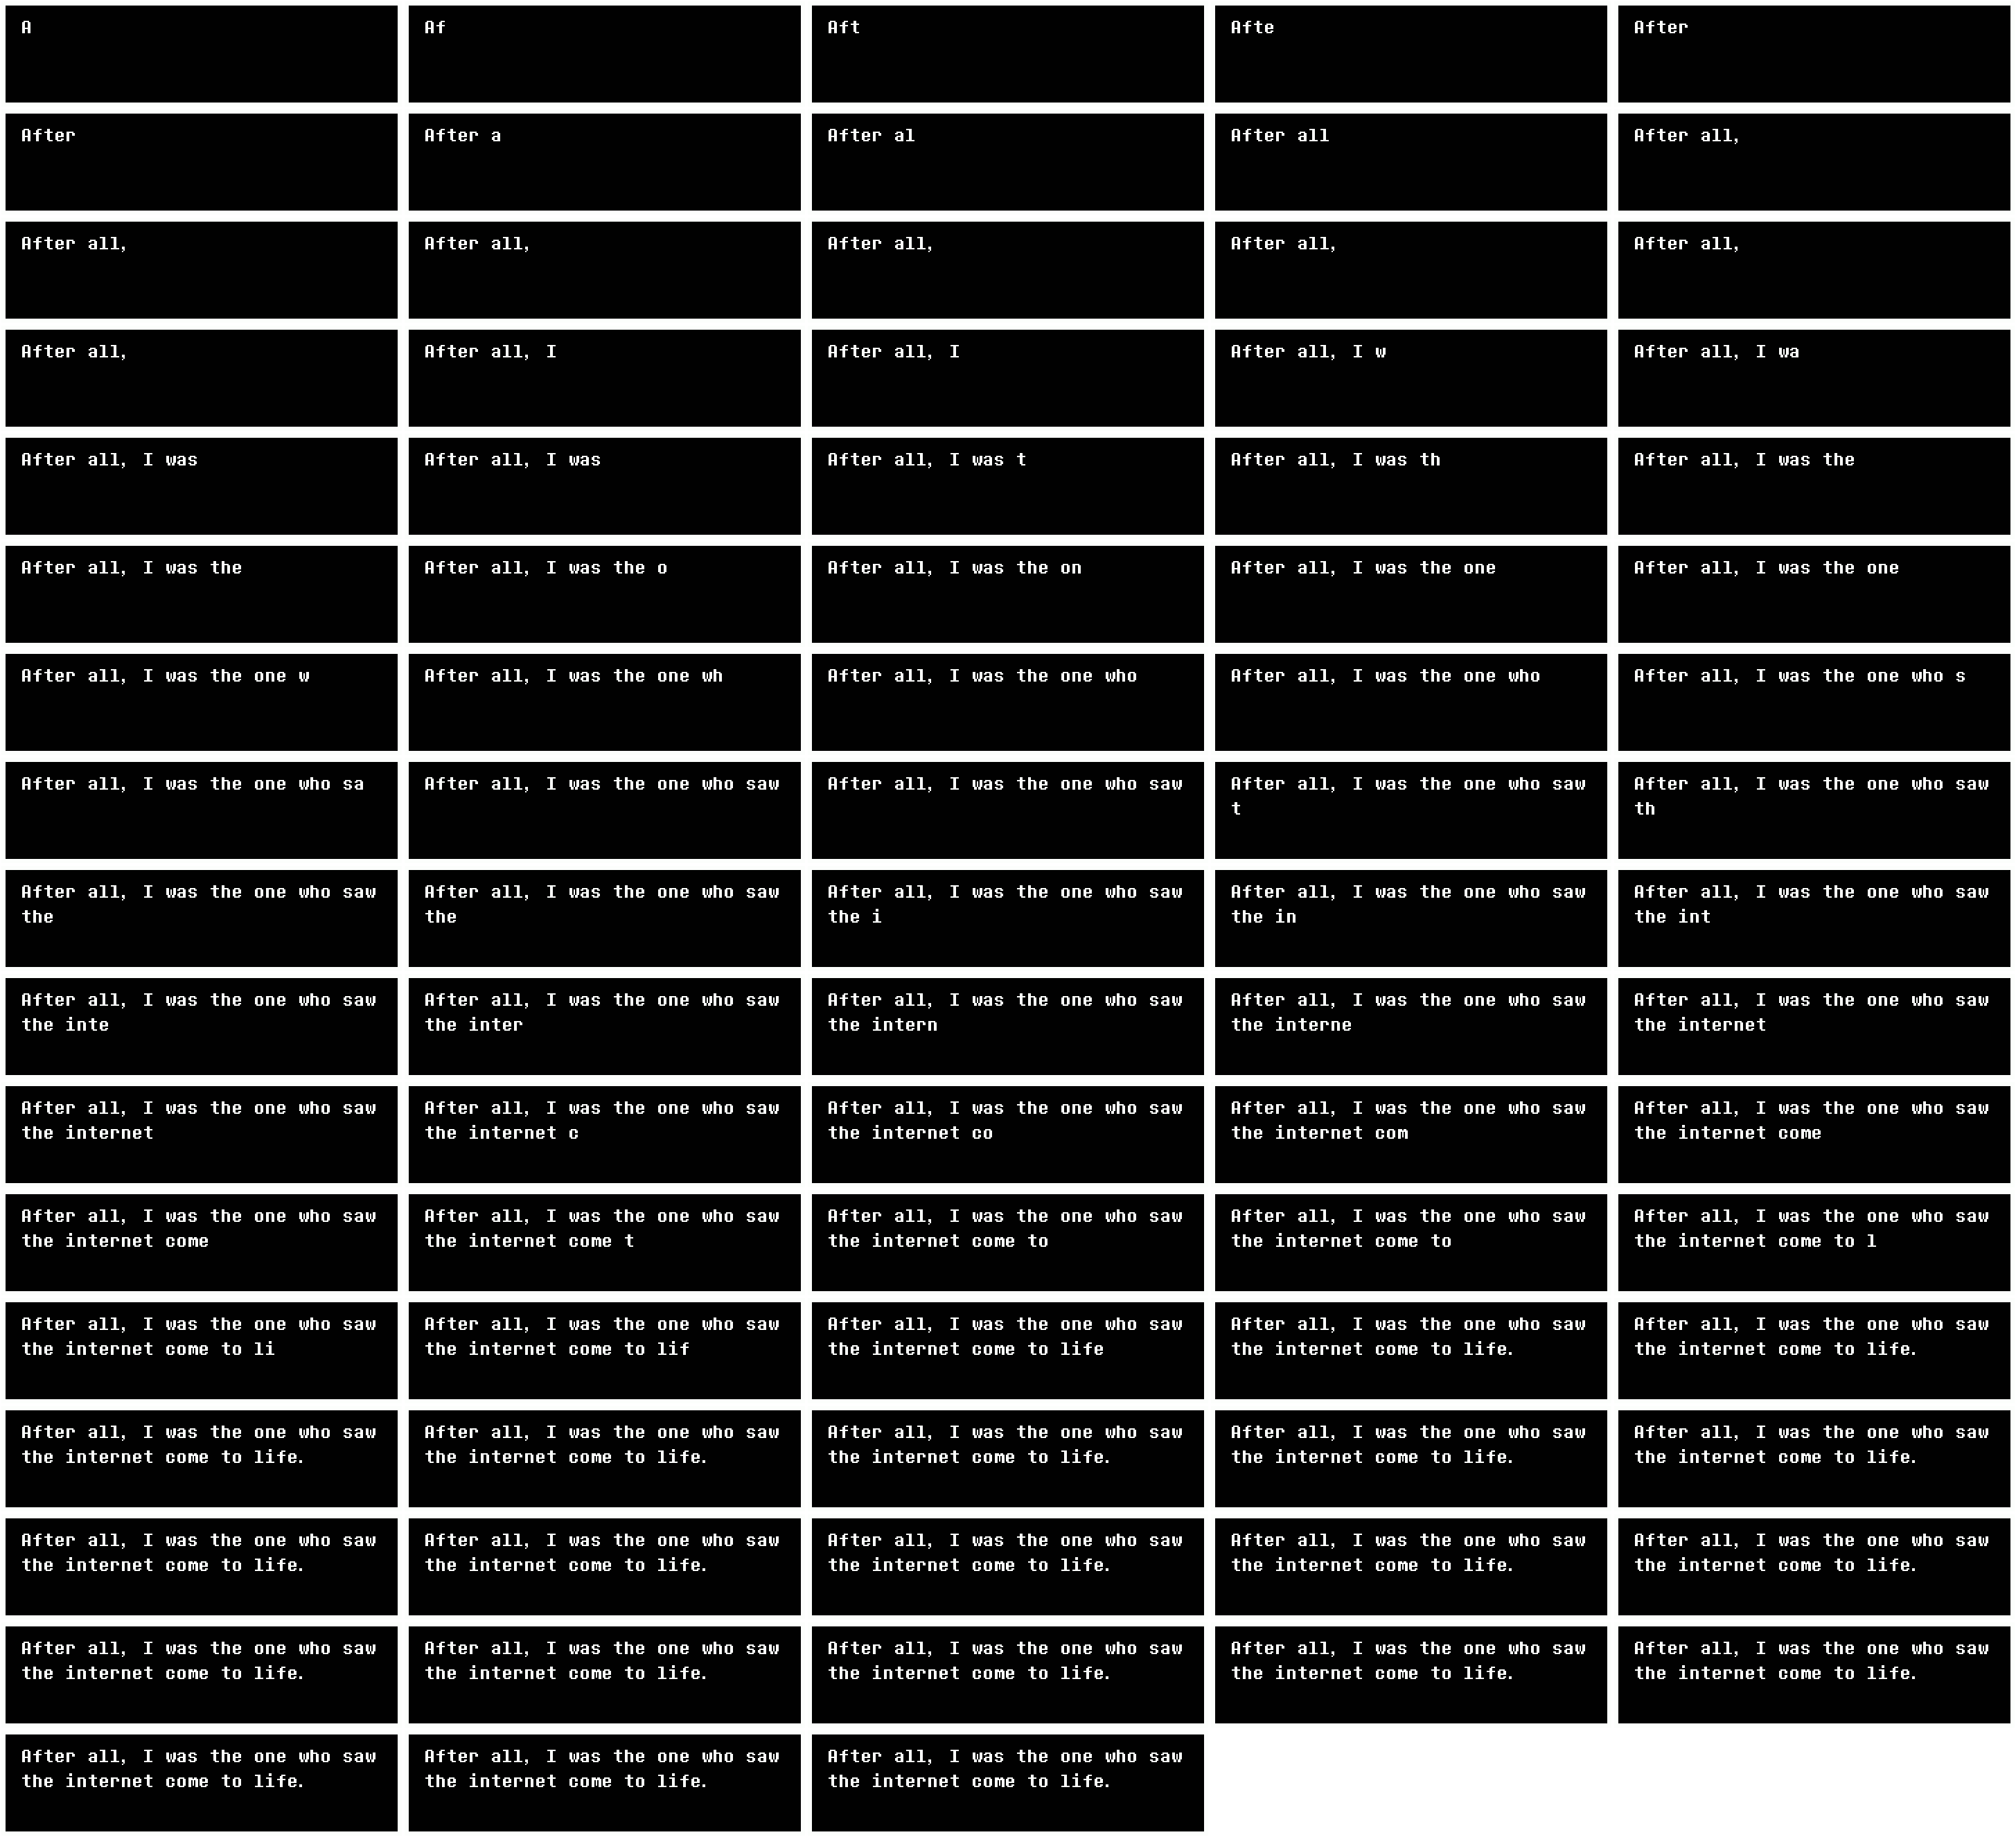 A
Af
Aft
Afte
After
After
After a
After al
After all
After all,
After all,
After all,
After all,
After all,
After all,
After all,
After all, I
After all, I
After all, I w
After all, I wa
After all, I was
After all, I was
After all, I was t
After all, I was th
After all, I was the
After all, I was the
After all, I was the o
After all, I was the on
After all, I was the one
After all, I was the one
After all, I was the one w
After all, I was the one wh
After all, I was the one who
After all, I was the one who
After all, I was the one who s
After all, I was the one who sa
After all, I was the one who saw
After all, I was the one who saw
After all, I was the one who saw
t
After all, I was the one who saw
th
After all, I was the one who saw
the
After all, I was the one who saw
the
After all, I was the one who saw
the i
After all, I was the one who saw
the in
After all, I was the one who saw
the int
After all, I was the one who saw
the inte
After all, I was the one who saw
the inter
After all, I was the one who saw
the intern
After all, I was the one who saw
the interne
After all, I was the one who saw
the internet
After all, I was the one who saw
the internet
After all, I was the one who saw
the internet c
After all, I was the one who saw
the internet co
After all, I was the one who saw
the internet com
After all, I was the one who saw
the internet come
After all, I was the one who saw
the internet come
After all, I was the one who saw
the internet come t
After all, I was the one who saw
the internet come to
After all, I was the one who saw
the internet come to
After all, I was the one who saw
the internet come to l
After all, I was the one who saw
the internet come to li
After all, I was the one who saw
the internet come to lif
After all, I was the one who saw
the internet come to life
After all, I was the one who saw
the internet come to life.
After all, I was the one who saw
the internet come to life.
After all, I was the one who saw
the internet come to life.
After all, I was the one who saw
the internet come to life.
After all, I was the one who saw
the internet come to life.
After all, I was the one who saw
the internet come to life.
After all, I was the one who saw
the internet come to life.
After all, I was the one who saw
the internet come to life.
After all, I was the one who saw
the internet come to life.
After all, I was the one who saw
the internet come to life.
After all, I was the one who saw
the internet come to life.
After all, I was the one who saw
the internet come to life.
After all, I was the one who saw
the internet come to life.
After all, I was the one who saw
the internet come to life.
After all, I was the one who saw
the internet come to life.
After all, I was the one who saw
the internet come to life.
After all, I was the one who saw
the internet come to life.
After all, I was the one who saw
the internet come to life.
After all, I was the one who saw
the internet come to life.
After all, I was the one who saw
the internet come to life.